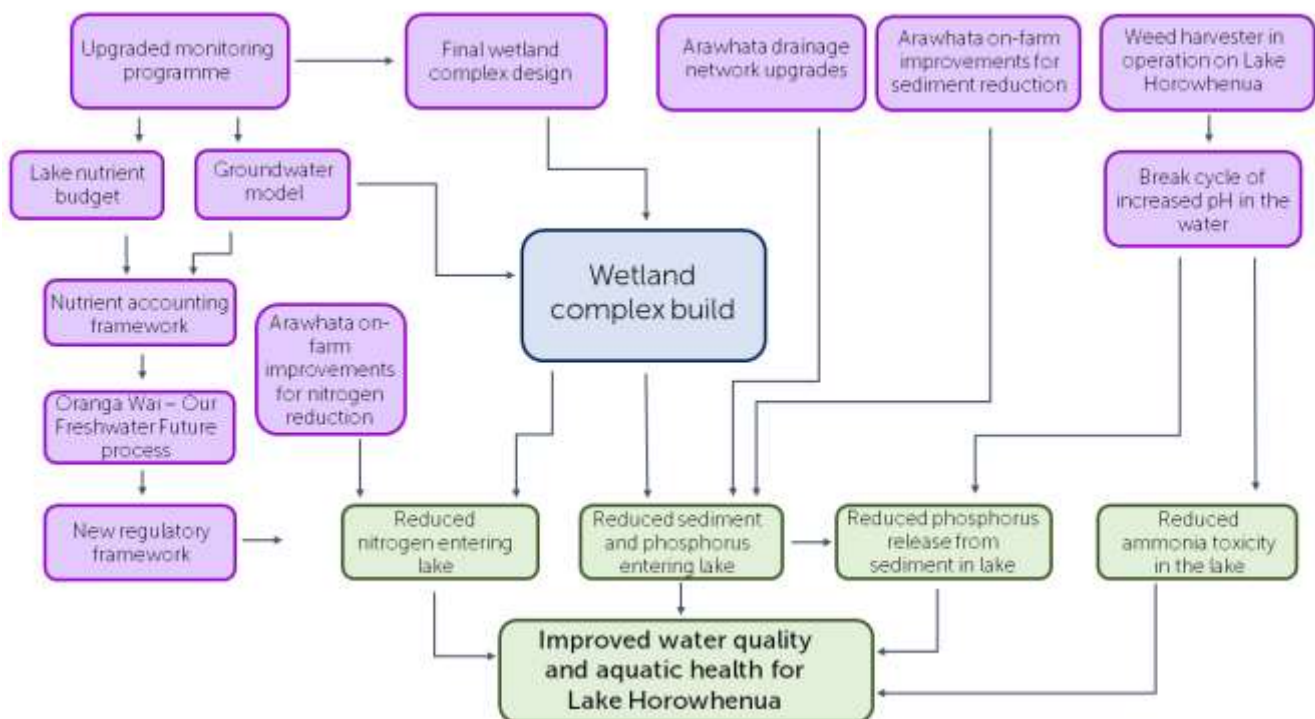 Upgraded monitoring
programme
Final wetland
complex design
Arawhata drainage
network upgrades
Arawhata on-farm
improvements for
sediment reduction
Weed harvester in
operation on Lake
Horowhenua
Lake nutrient
budget
Groundwater
model
Break cycle of
increased pH in the
water
Wetland
complex build
Nutrient accounting
framework
Arawhata on-
farm
improvements
for nitrogen
reduction
Oranga Wai – Our
Freshwater Future
process
New regulatory
framework
Reduced
nitrogen entering
lake
Reduced sediment
and phosphorus
entering lake
Reduced phosphorus
release from
sediment in lake
Reduced
ammonia toxicity
in the lake
Improved water quality
and aquatic health for
Lake Horowhenua